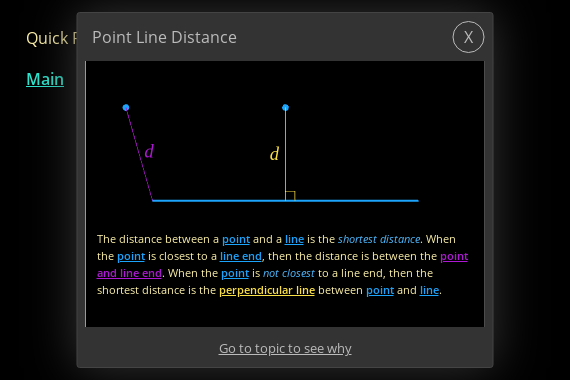 Quick
Main
Point Line Distance
X
d
d
The distance between a point and a line is the shortest distance. When
the point is closest to a line end, then the distance is between the point
and line end. When the point is not closest to a line end, then the
shortest distance is the perpendicular line between point and line.
Go to topic to see why